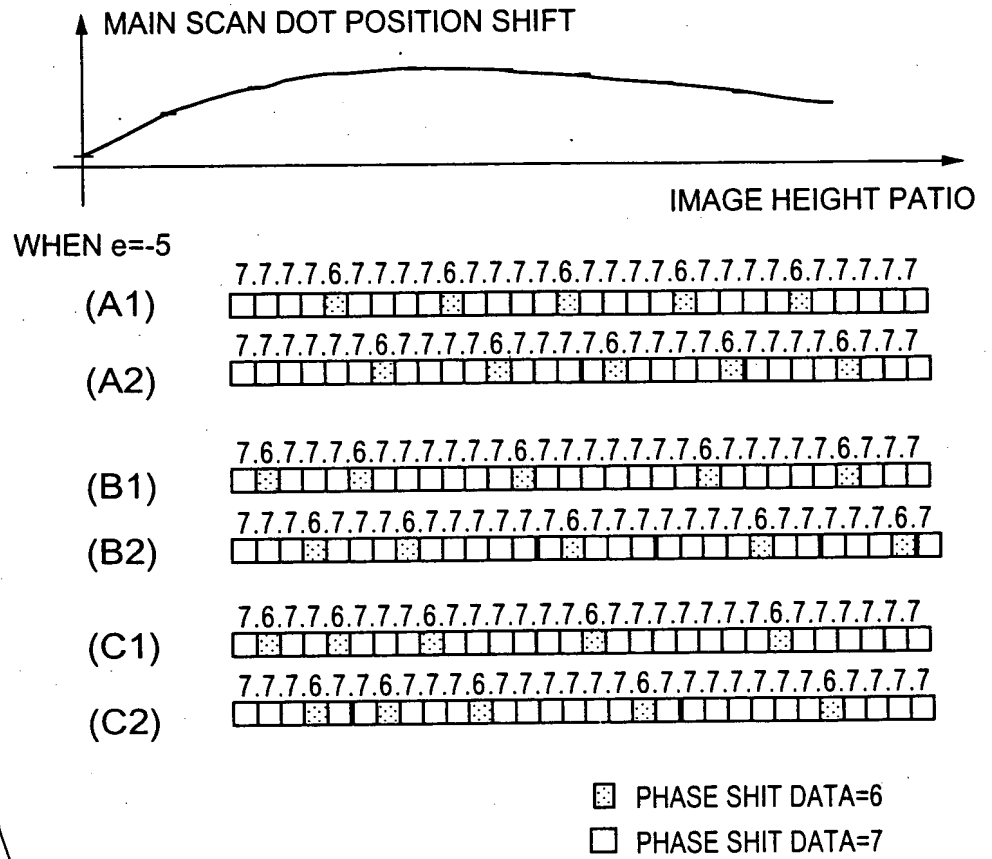 MAIN SCAN DOT POSITION SHIFT
IMAGE HEIGHT PATIO
WHEN e=-5
7.7.7.7.6.7.7.7.7.6.7.7.7.7.6.7.7.7.7.6.7.7.7.7.6.7.7.7.7.7
(A1)
7.7.7.7.7.7.6.7.7.7.7.6.7.7.7.7.6.7.7.7.7.6.7.7.7.7.6.7.7.7
(A2)
7.6.7.7.7.6.7.7.7.7.7.7.6.7.7.7.7.7.7.7.6.7.7.7.7.7.6.7.7.7
(B1)
7.7.7.6.7.7.7.6.7.7.7.7.7.7.6.7.7.7.7.7.7.7.6.7.7.7.7.7.6.7
(B2)
7.6.7.7.6.7.7.7.6.7.7.7.7.7.7.6.7.7.7.7.7.7.7.6.7.7.7.7.7.7
(C1)
7.7.7.6.7.7.6.7.7.7.6.7.7.7.7.7.7.6.7.7.7.7.7.7.7.6.7.7.7.7
(C2)
PHASE SHIT DATA=6
PHASE SHIT DATA=7